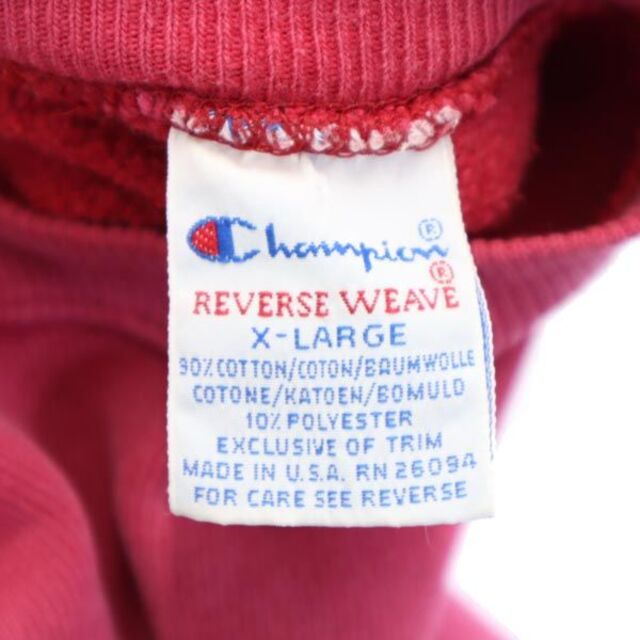 Champion®
REVERSE WEAVE®
X-LARGE
90% COTTON/COTON/BAUMWOLLE
COTONE/KATOEN/BOMULD
10% POLYESTER
EXCLUSIVE OF TRIM
MADE IN U.S.A. RN 26094
FOR CARE SEE REVERSE